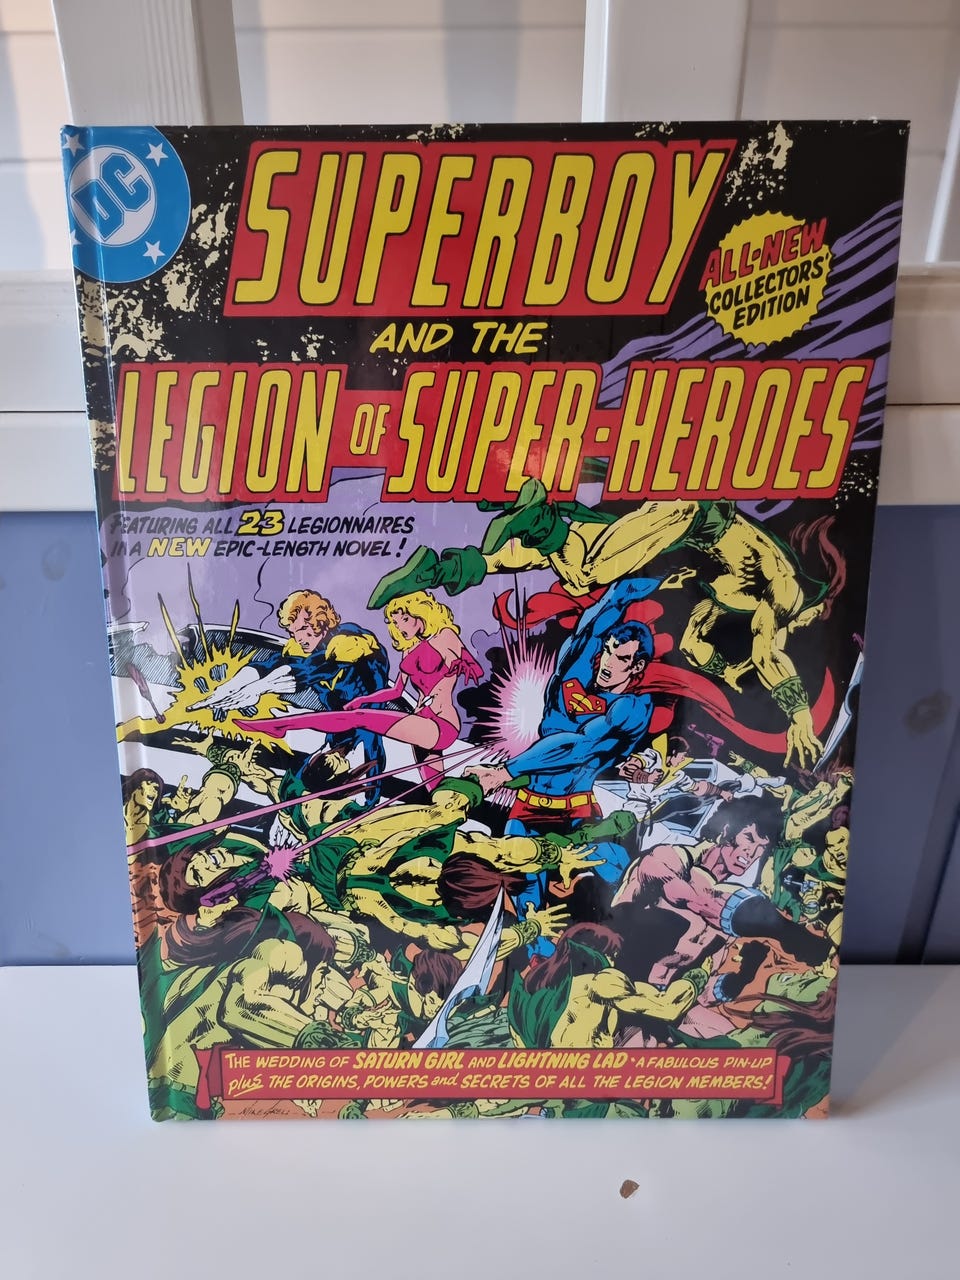 DC
SUPERBOY
AND THE
LEGION OF SUPER-HEROES
ALL-NEW
COLLECTORS'
EDITION
FEATURING ALL 23 LEGIONNAIRES
IN A NEW EPIC-LENGTH NOVEL!
S
THE WEDDING OF SATURN GIRL AND LIGHTNING LAD • A FABULOUS PIN-UP
plus THE ORIGINS, POWERS and SECRETS OF ALL THE LEGION MEMBERS!
MIKE GRELL